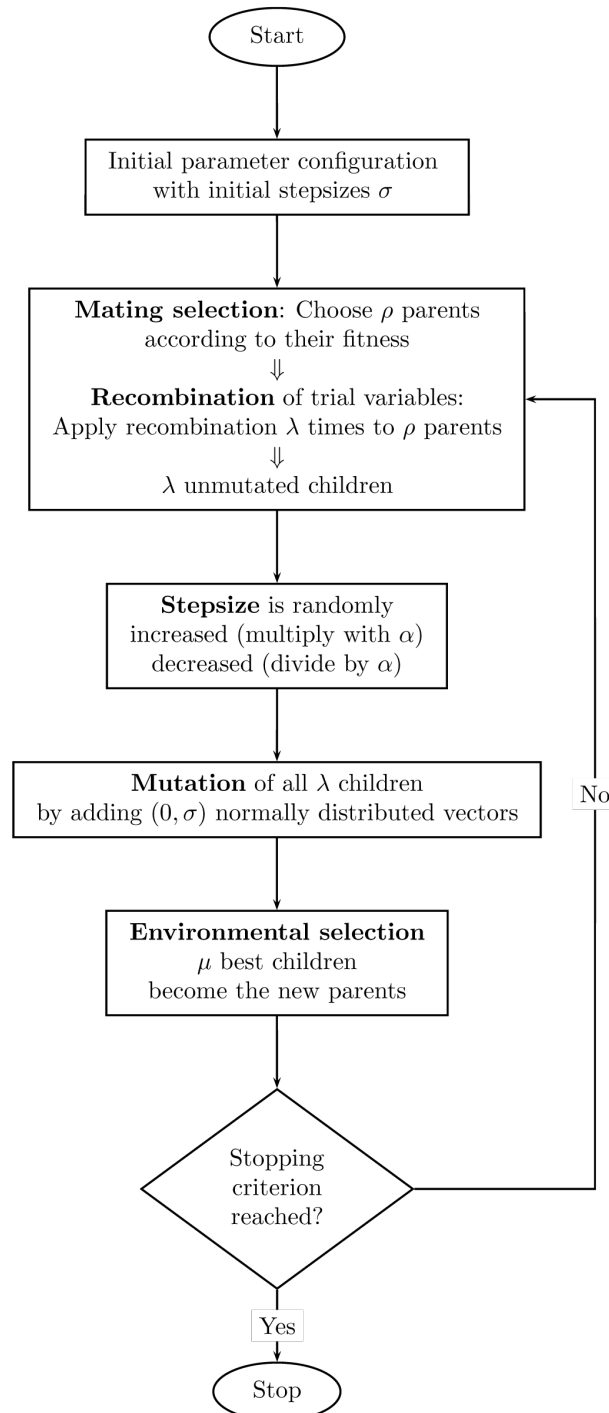 Start
Initial parameter configuration
with initial stepsizes σ
Mating selection: Choose ρ parents
according to their fitness
⇓
Recombination of trial variables:
Apply recombination λ times to ρ parents
⇓
λ unmutated children
Stepsize is randomly
increased (multiply with α)
decreased (divide by α)
Mutation of all λ children
by adding (0, σ) normally distributed vectors
No
Environmental selection
μ best children
become the new parents
Stopping
criterion
reached?
Yes
Stop